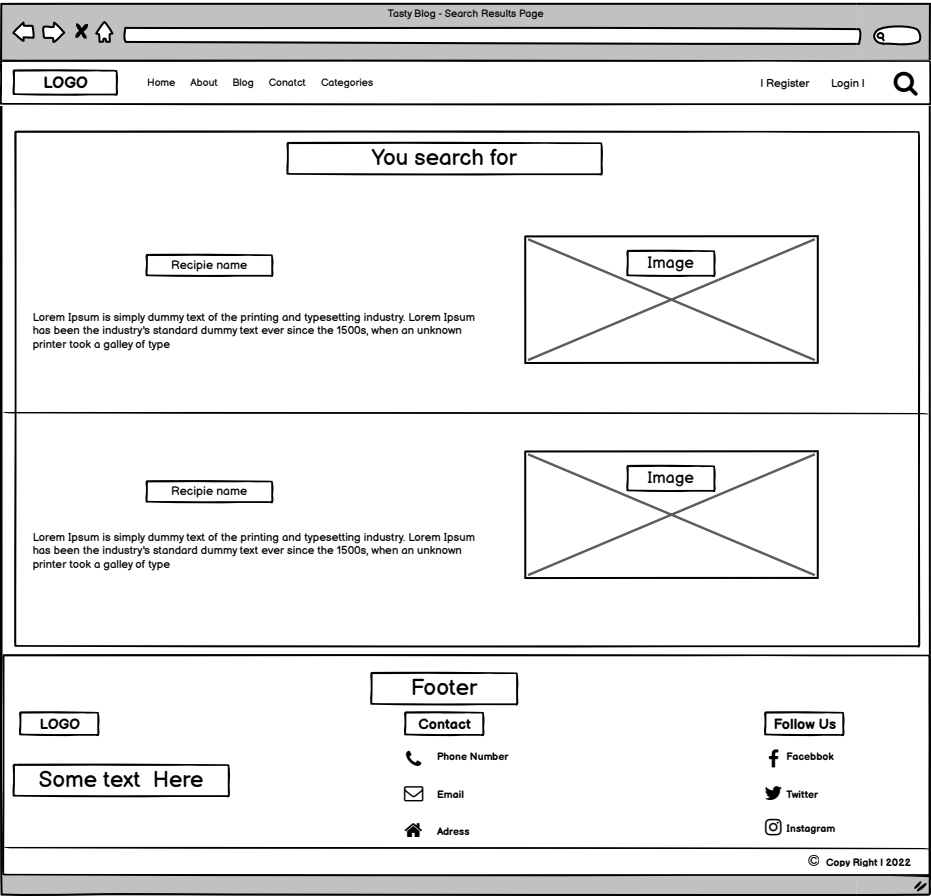 Tasty Blog - Search Results Page
LOGO Home About Blog Conatct Categories | Register Login |
You search for
Recipie name
Image
Lorem Ipsum is simply dummy text of the printing and typesetting industry. Lorem Ipsum
has been the industry's standard dummy text ever since the 1500s, when an unknown
printer took a galley of type
Recipie name
Image
Lorem Ipsum is simply dummy text of the printing and typesetting industry. Lorem Ipsum
has been the industry's standard dummy text ever since the 1500s, when an unknown
printer took a galley of type
Footer
LOGO
Some text Here
Contact
Phone Number
Email
Adress
Follow Us
Facebbok
Twitter
Instagram
© Copy Right | 2022